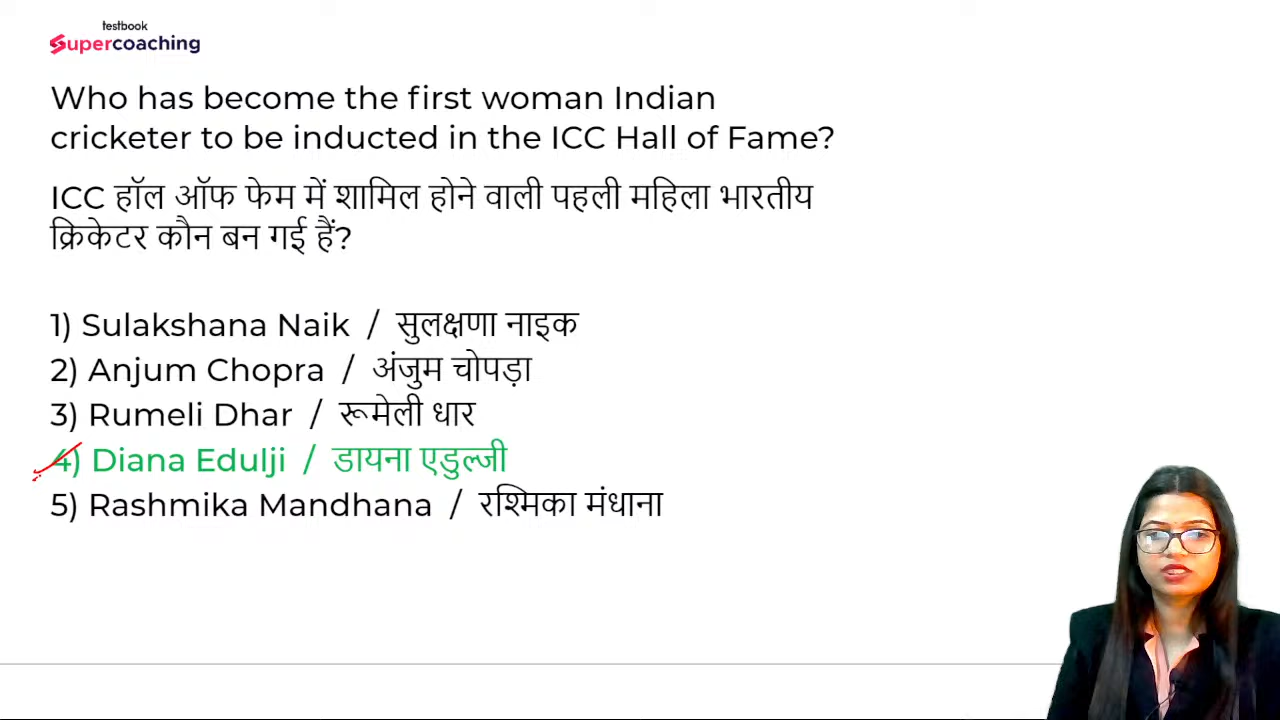 testbook
Supercoaching
Who has become the first woman Indian
cricketer to be inducted in the ICC Hall of Fame?
ICC हॉल ऑफ फेम में शामिल होने वाली पहली महिला भारतीय
क्रिकेटर कौन बन गई हैं?
1) Sulakshana Naik / सुलक्षणा नाइक
2) Anjum Chopra / अंजुम चोपड़ा
3) Rumeli Dhar / रूमेली धार
4) Diana Edulji / डायना एडुल्जी
5) Rashmika Mandhana / रश्मिका मंधाना